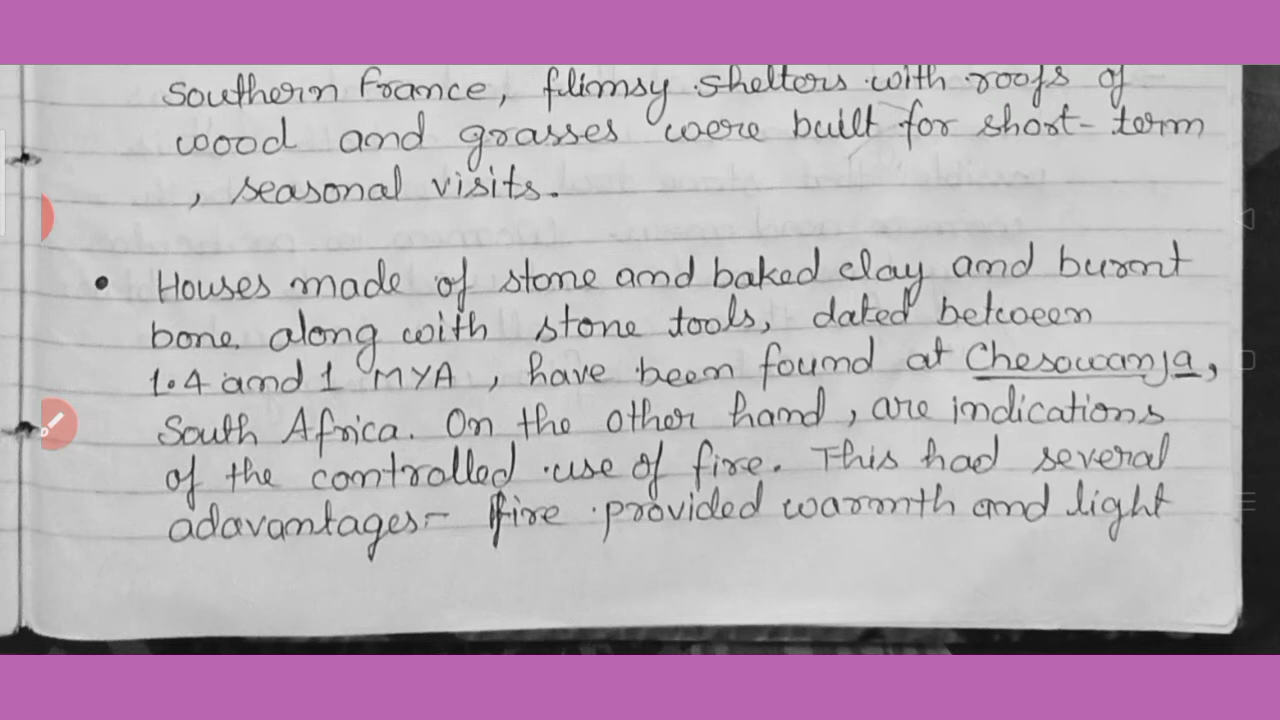 Southern France, flimsy shelters with roofs of
wood and grasses were built for short-term
, seasonal visits.
• Houses made of stone and baked clay and burnt
bone along with stone tools, dated between
1.4 and 1 MYA, have been found at Chesowanja,
South Africa. On the other hand, are indications
of the controlled use of fire. This had several
adavantages- fire provided warmth and light